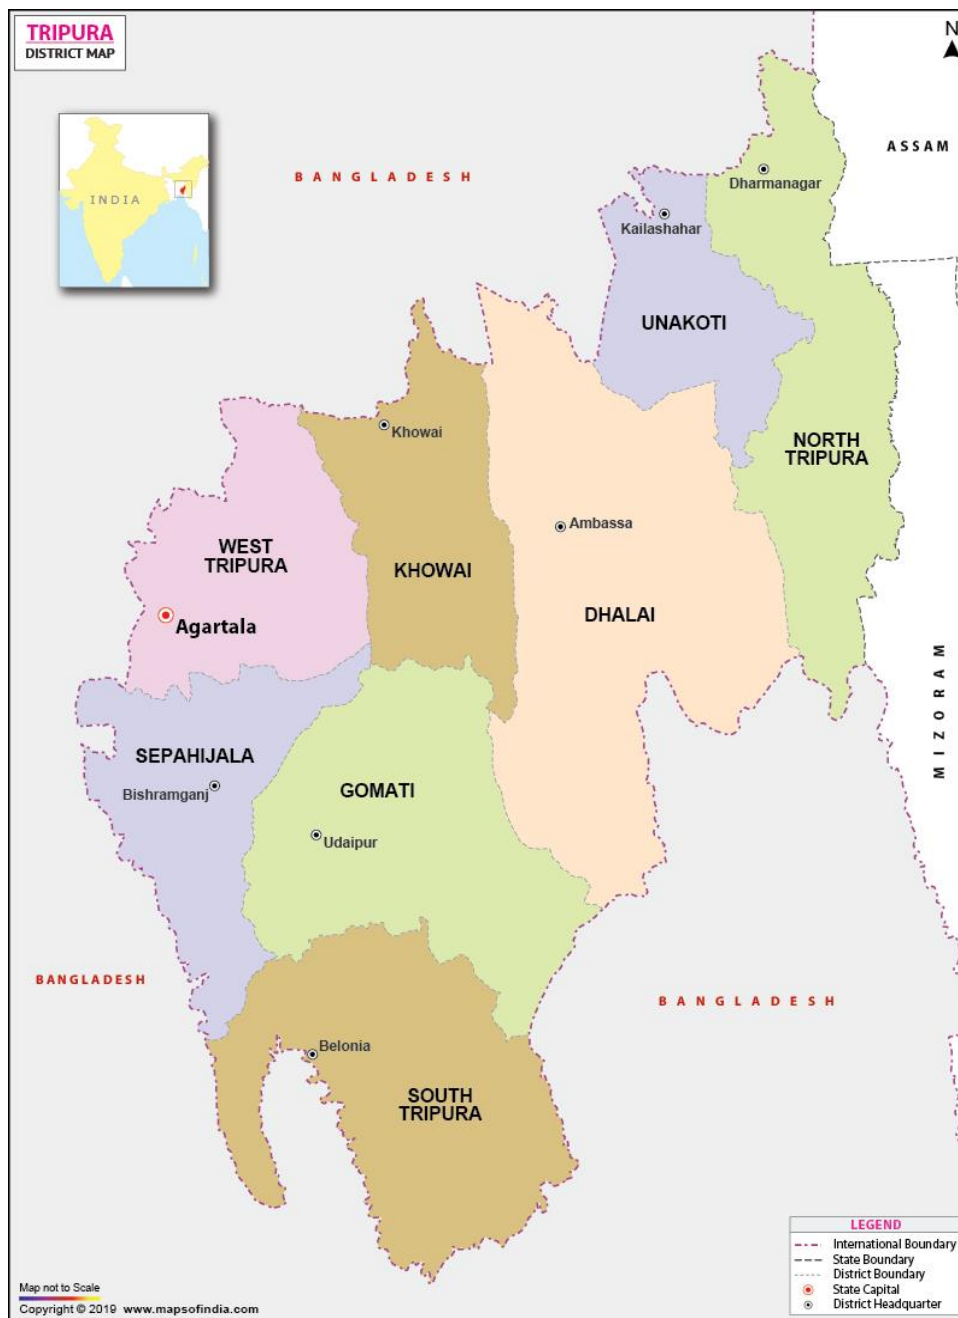 TRIPURA
DISTRICT MAP
N
INDIA
ASSAM
BANGLADESH
Dharmanagar
Kailashahar
UNAKOTI
Khowai
NORTH
TRIPURA
Ambassa
WEST
TRIPURA
KHOWAI
DHALAI
Agartala
MIZORAM
SEPAHIJALA
Bishramganj
GOMATI
Udaipur
BANGLADESH
BANGLADESH
Belonia
SOUTH
TRIPURA
LEGEND
International Boundary
State Boundary
District Boundary
State Capital
District Headquarter
Map not to Scale
Copyright © 2019 www.mapsofindia.com